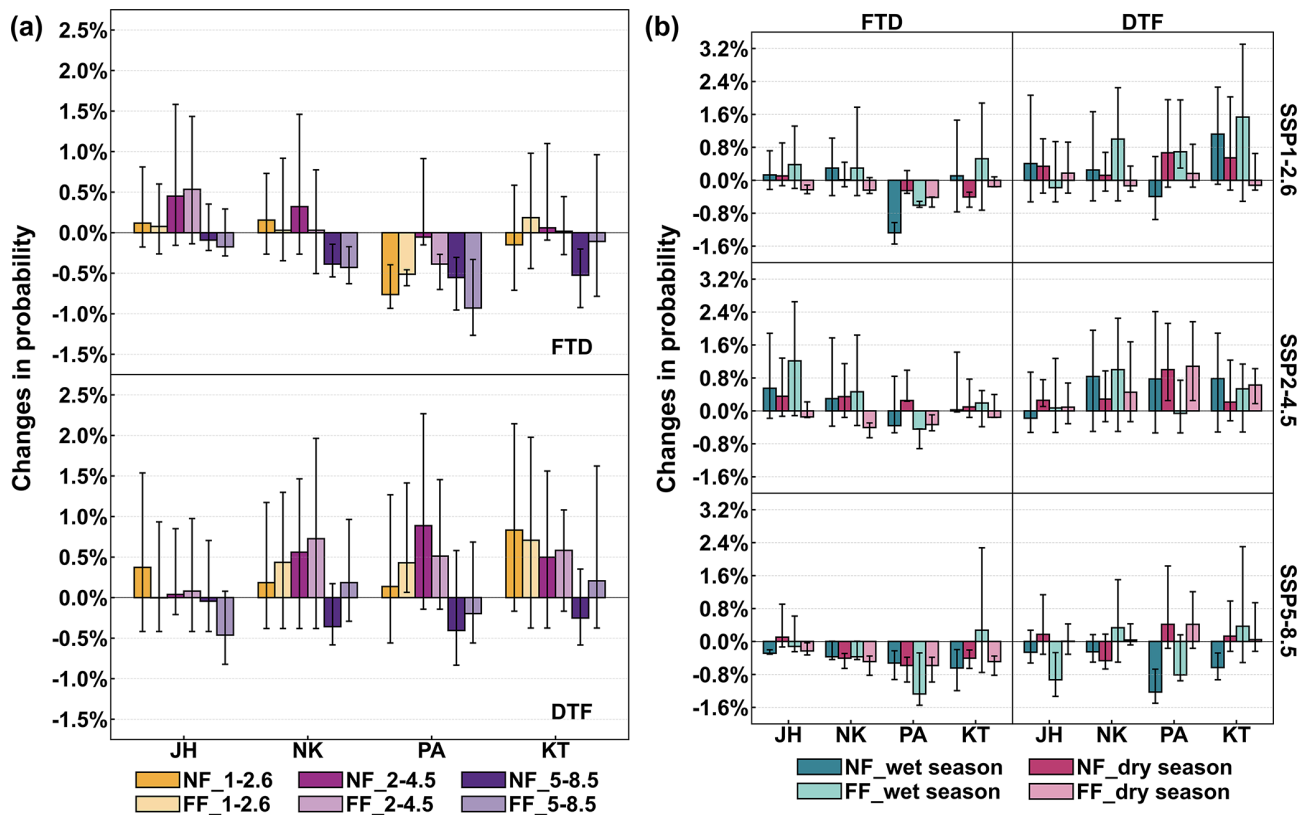 (a)
Changes in probability
2.5%
2.0%
1.5%
1.0%
0.5%
0.0%
-0.5%
-1.0%
-1.5%
FTD
2.5%
2.0%
1.5%
1.0%
0.5%
0.0%
-0.5%
-1.0%
-1.5%
DTF
Changes in probability
JH NK PA KT
NF_1-2.6 NF_2-4.5 NF_5-8.5
FF_1-2.6 FF_2-4.5 FF_5-8.5
(b)
FTD DTF
Changes in probability
3.2%
2.4%
1.6%
0.8%
0.0%
-0.8%
-1.6%
SSP1-2.6
3.2%
2.4%
1.6%
0.8%
0.0%
-0.8%
-1.6%
SSP2-4.5
3.2%
2.4%
1.6%
0.8%
0.0%
-0.8%
-1.6%
SSP5-8.5
JH NK PA KT JH NK PA KT
NF_wet season NF_dry season
FF_wet season FF_dry season